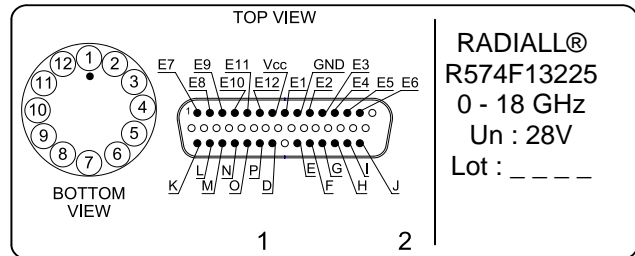 TOP VIEW
12 1 2
11 3
10 4
9 5
8 7 6
BOTTOM
VIEW
E7 E9 E11 Vcc GND E3
E8 E10 E12 E1 E2 E4 E5 E6
1
L N P D E G I
K M O F H J
1 2
RADIALL®
R574F13225
0 - 18 GHz
Un : 28V
Lot : _ _ _ _